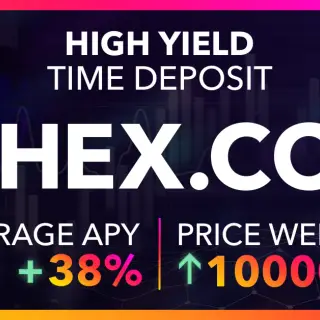 HIGH YIELD
TIME DEPOSIT
HEX.CO
RAGE APY | PRICE WE
+38% ↑1000